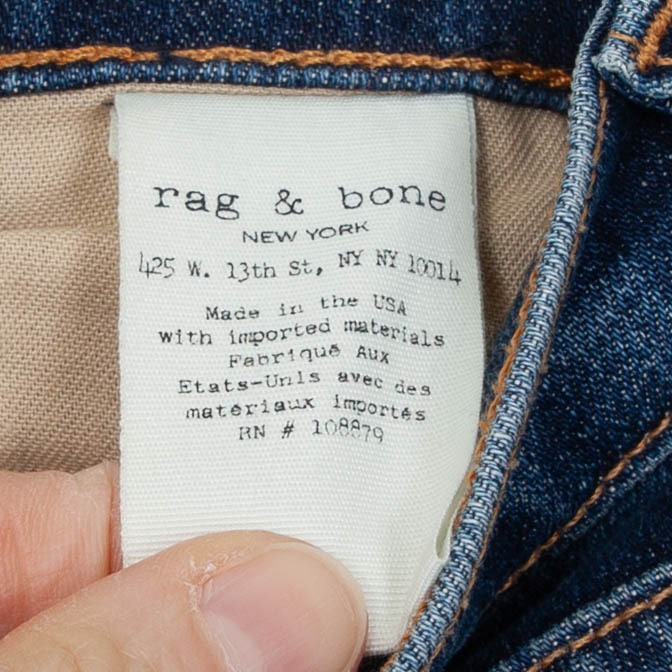 rag & bone
NEW YORK
425 W. 13th St, NY NY 10014
Made in the USA
with imported materials
Fabriqué Aux
Etats-Unis avec des
matériaux importés
RN # 108879